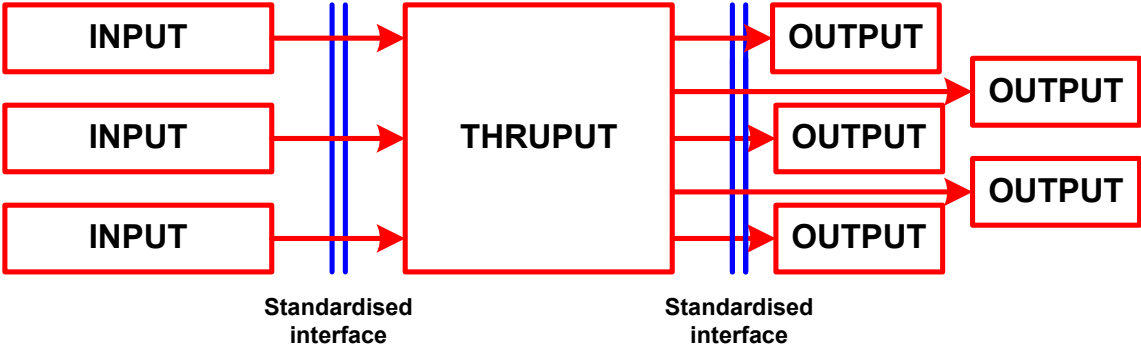 INPUT
OUTPUT
OUTPUT
INPUT
THRUPUT
OUTPUT
OUTPUT
INPUT
OUTPUT
Standardised
interface
Standardised
interface